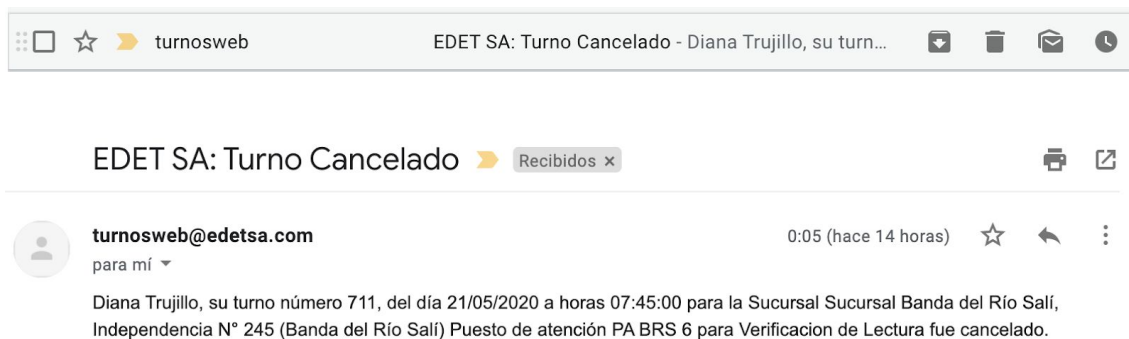 turnosweb EDET SA: Turno Cancelado - Diana Trujillo, su turn...
EDET SA: Turno Cancelado Recibidos x
turnosweb@edetsa.com 0:05 (hace 14 horas)
para mí
Diana Trujillo, su turno número 711, del día 21/05/2020 a horas 07:45:00 para la Sucursal Sucursal Banda del Río Salí,
Independencia N° 245 (Banda del Río Salí) Puesto de atención PA BRS 6 para Verificacion de Lectura fue cancelado.